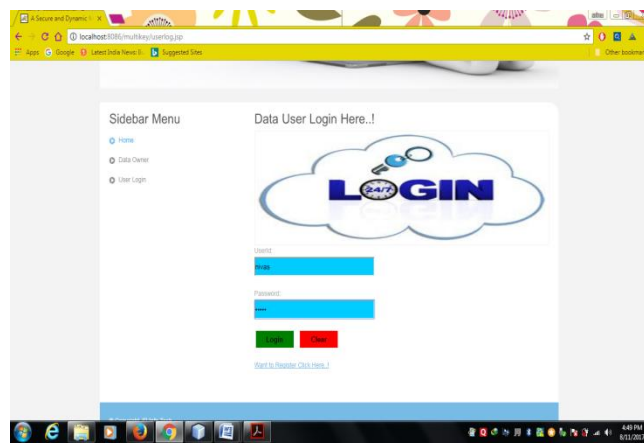 A Secure and Dynamic
localhost:8086/multikey/userlog.jsp
Apps Google Latest India News Suggested Sites Other bookmar
Sidebar Menu
Home
Data Owner
User Login
Data User Login Here..!
LOGIN
24/7
UserId:
Password:
•••••
Login Clear
Want to Register Click Here..!
4:49 PM